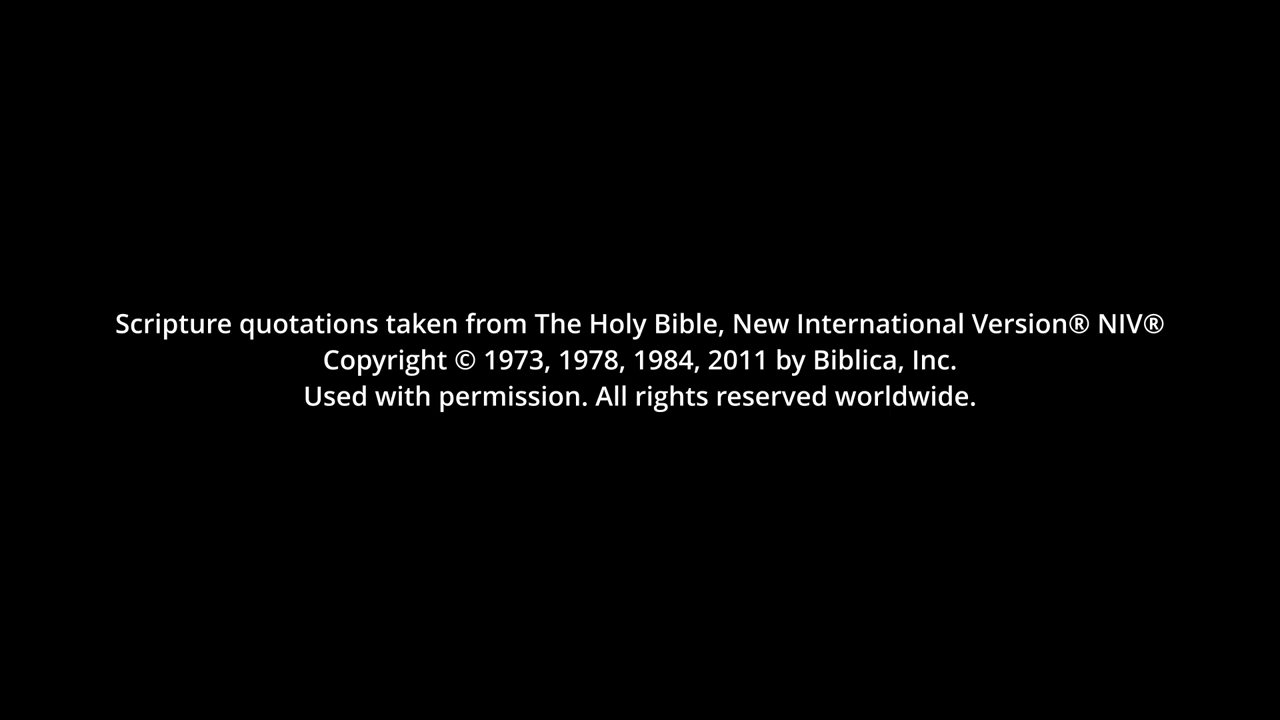 Scripture quotations taken from The Holy Bible, New International Version® NIV®
Copyright © 1973, 1978, 1984, 2011 by Biblica, Inc.
Used with permission. All rights reserved worldwide.